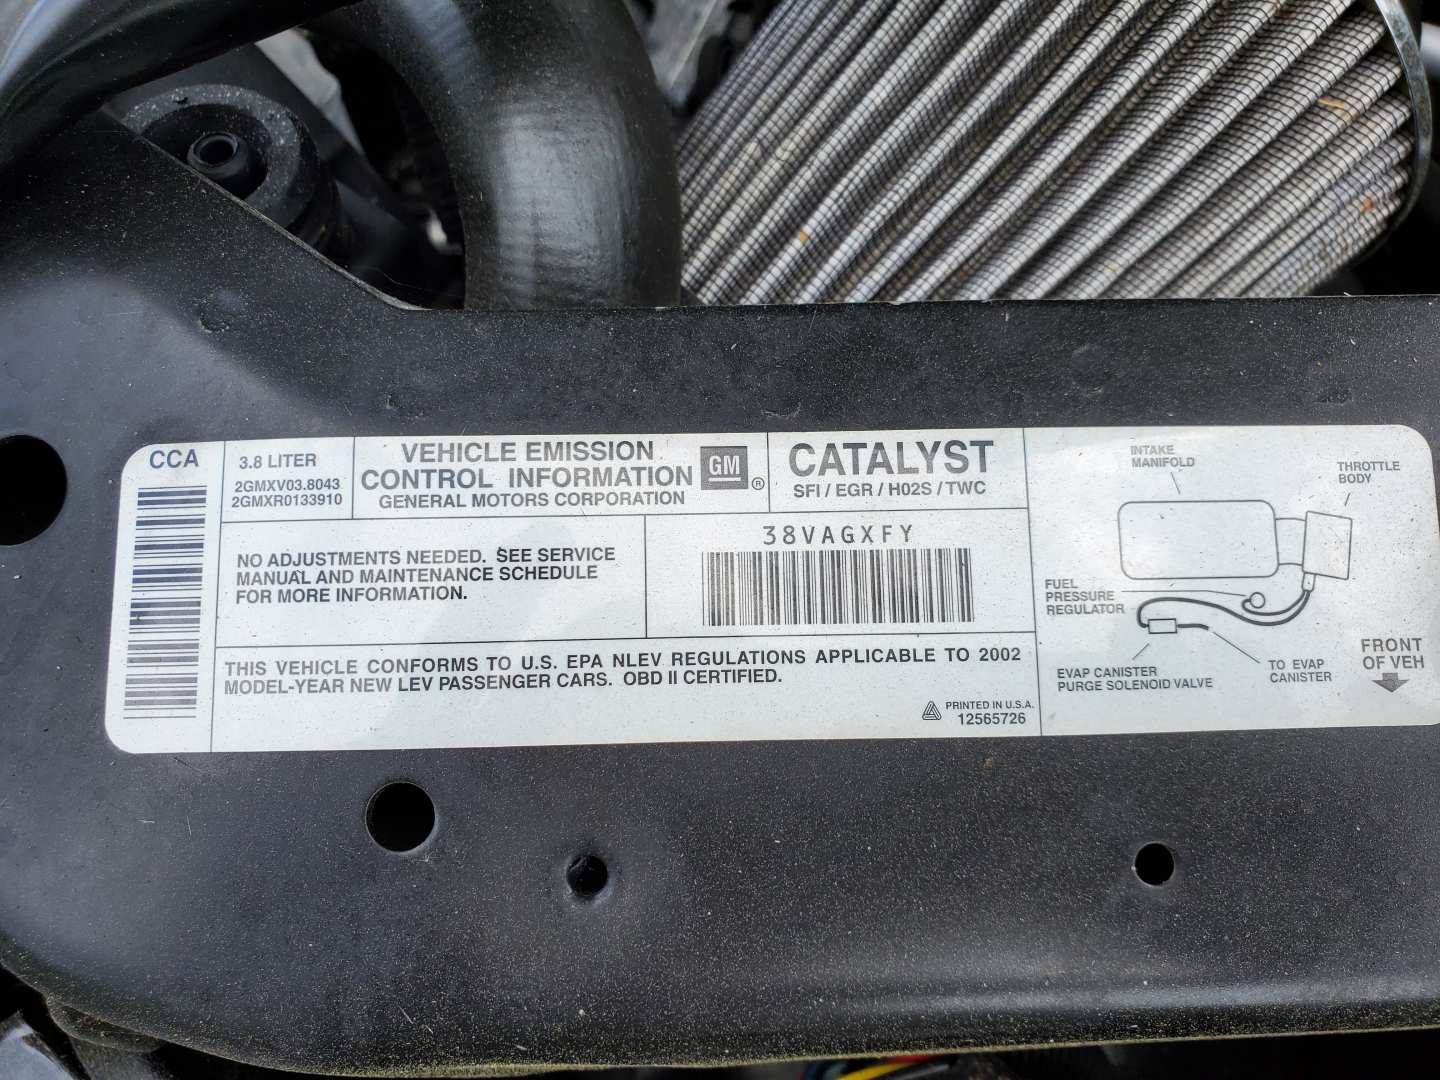 CCA
3.8 LITER
2GMXV03.8043
2GMXR0133910
VEHICLE EMISSION
CONTROL INFORMATION
GENERAL MOTORS CORPORATION
GM
®
CATALYST
SFI / EGR / H02S / TWC
NO ADJUSTMENTS NEEDED. SEE SERVICE
MANUAL AND MAINTENANCE SCHEDULE
FOR MORE INFORMATION.
38VAGXFY
THIS VEHICLE CONFORMS TO U.S. EPA NLEV REGULATIONS APPLICABLE TO 2002
MODEL-YEAR NEW LEV PASSENGER CARS. OBD II CERTIFIED.
PRINTED IN U.S.A.
12565726
INTAKE
MANIFOLD
THROTTLE
BODY
FUEL
PRESSURE
REGULATOR
EVAP CANISTER
PURGE SOLENOID VALVE
TO EVAP
CANISTER
FRONT
OF VEH